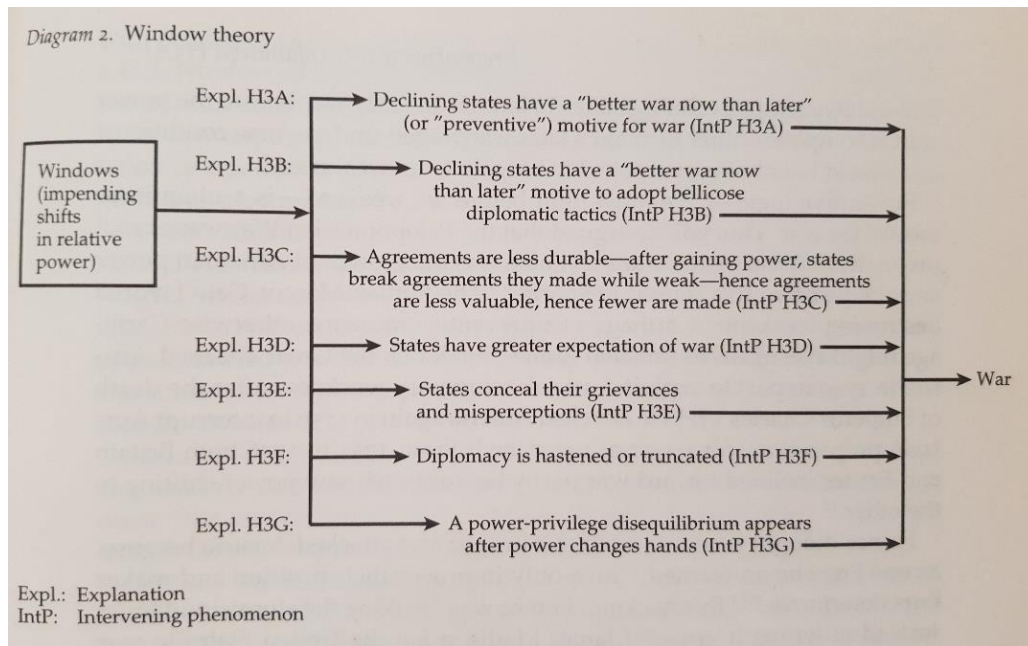 Diagram 2. Window theory
Expl. H3A:
Declining states have a "better war now than later"
(or "preventive") motive for war (IntP H3A)
Windows
(impending
shifts
in relative
power)
Expl. H3B:
Declining states have a "better war now
than later" motive to adopt bellicose
diplomatic tactics (IntP H3B)
Expl. H3C:
Agreements are less durable—after gaining power, states
break agreements they made while weak—hence agreements
are less valuable, hence fewer are made (IntP H3C)
Expl. H3D:
States have greater expectation of war (IntP H3D)
Expl. H3E:
States conceal their grievances
and misperceptions (IntP H3E)
War
Expl. H3F:
Diplomacy is hastened or truncated (IntP H3F)
Expl. H3G:
A power-privilege disequilibrium appears
after power changes hands (IntP H3G)
Expl.: Explanation
IntP: Intervening phenomenon